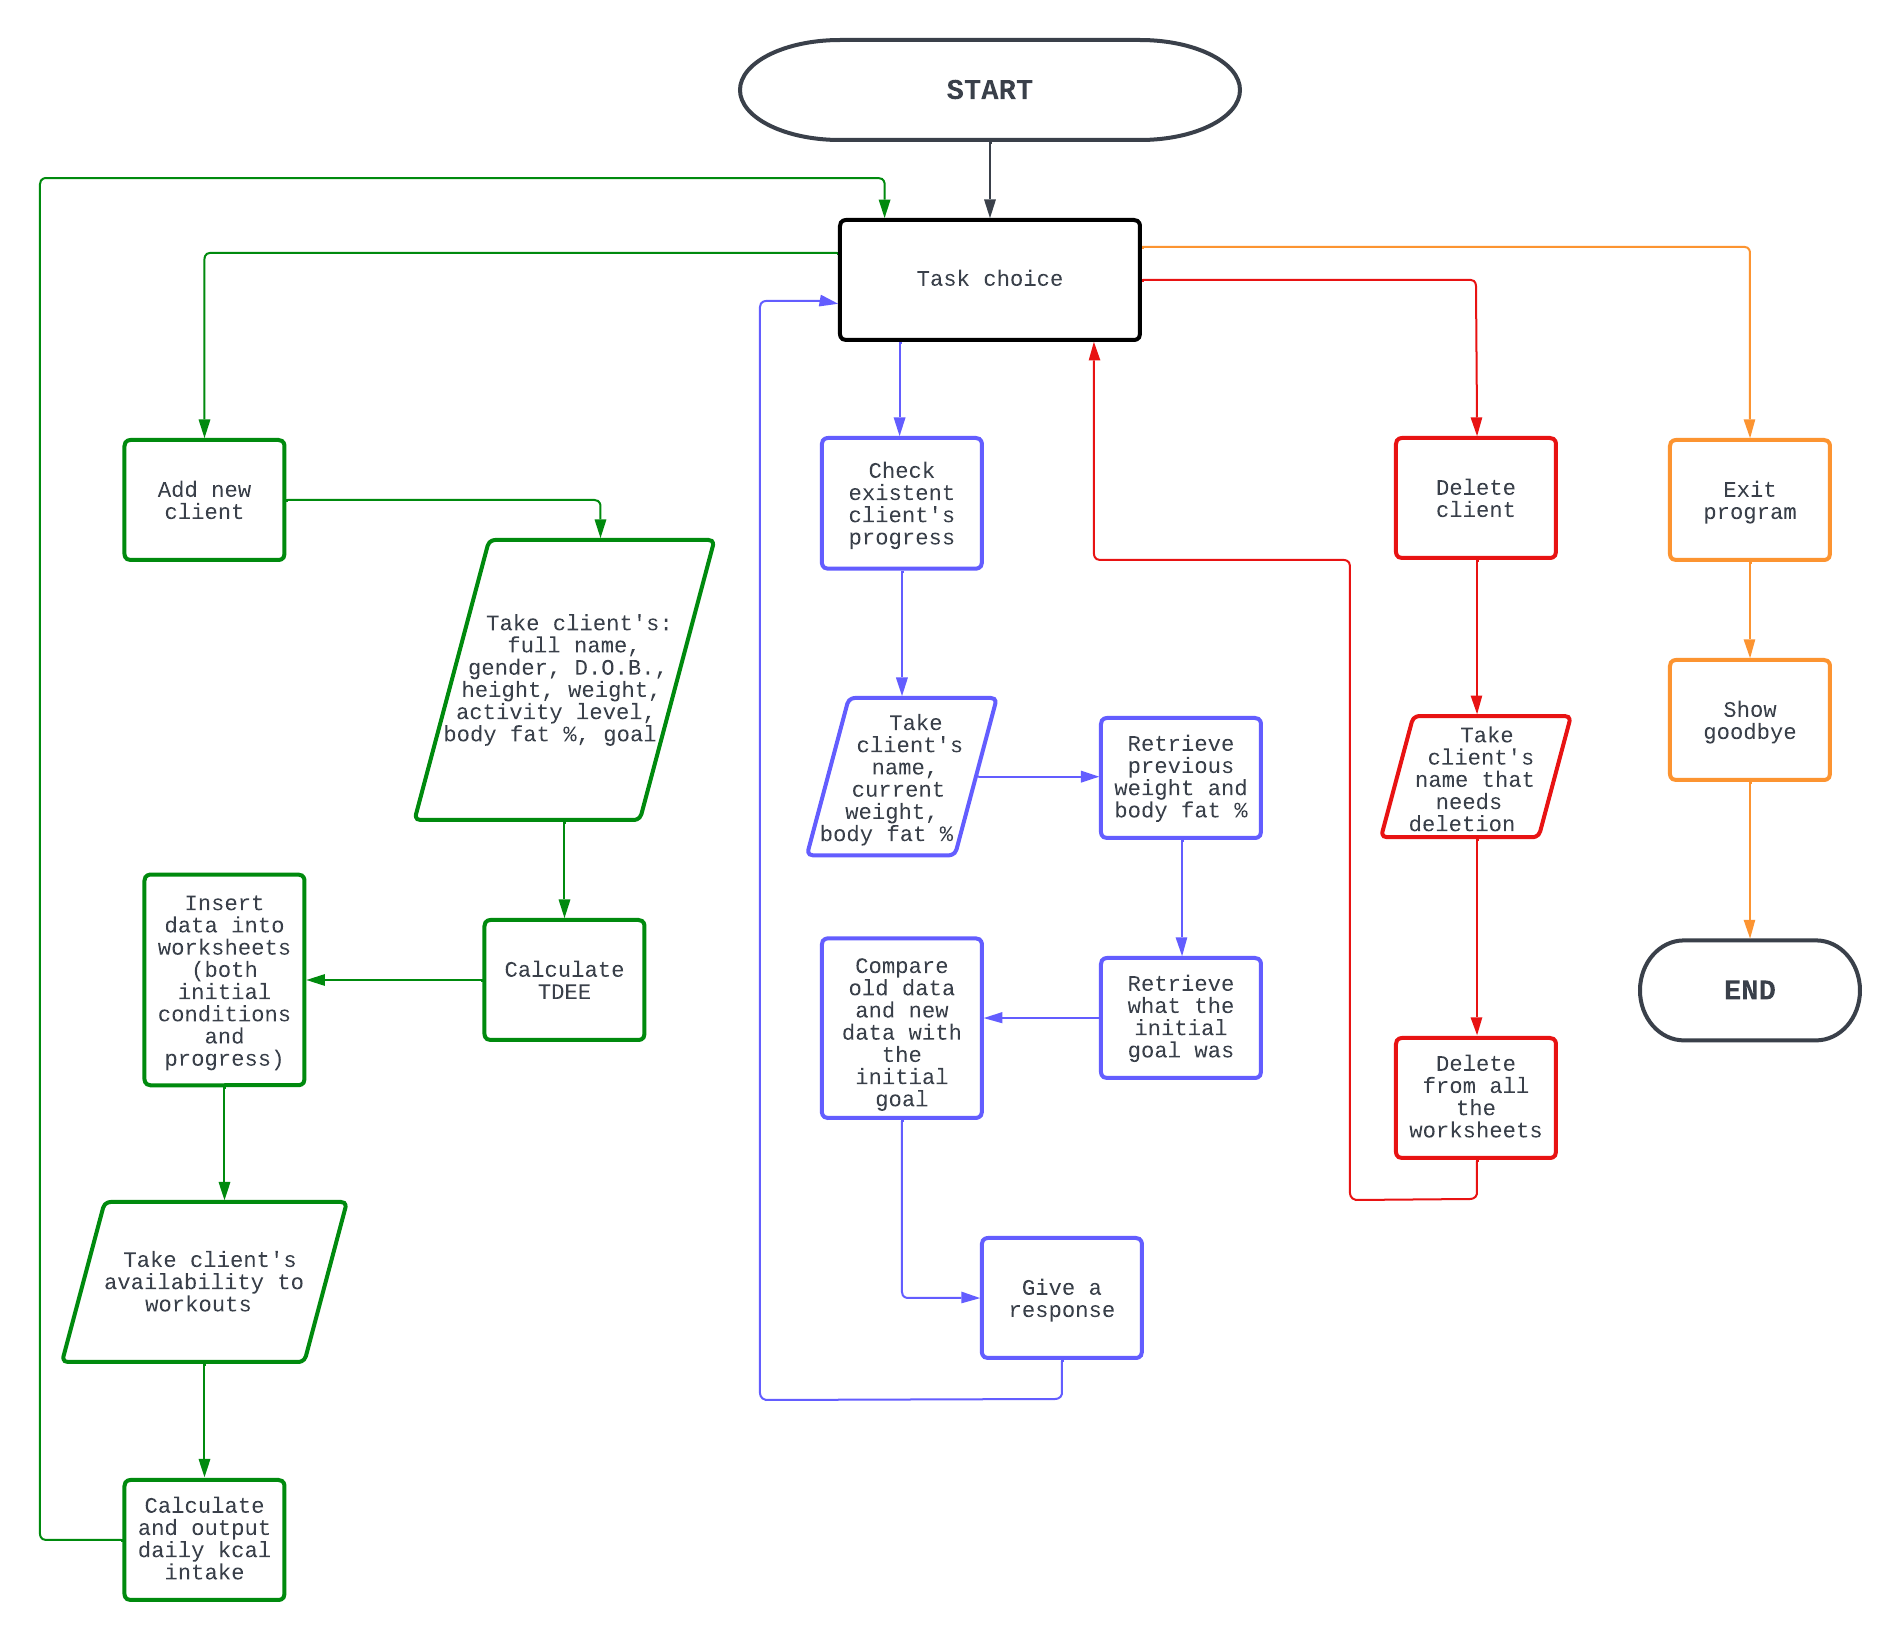 START
Task choice
Add new
client
Take client's:
full name,
gender, D.O.B.,
height, weight,
activity level,
body fat %, goal
Calculate
TDEE
Insert
data into
worksheets
(both
initial
conditions
and
progress)
Take client's
availability to
workouts
Calculate
and output
daily kcal
intake
Check
existent
client's
progress
Take
client's
name,
current
weight,
body fat %
Retrieve
previous
weight and
body fat %
Retrieve
what the
initial
goal was
Compare
old data
and new
data with
the
initial
goal
Give a
response
Delete
client
Take
client's
name that
needs
deletion
Delete
from all
the
worksheets
Exit
program
Show
goodbye
END